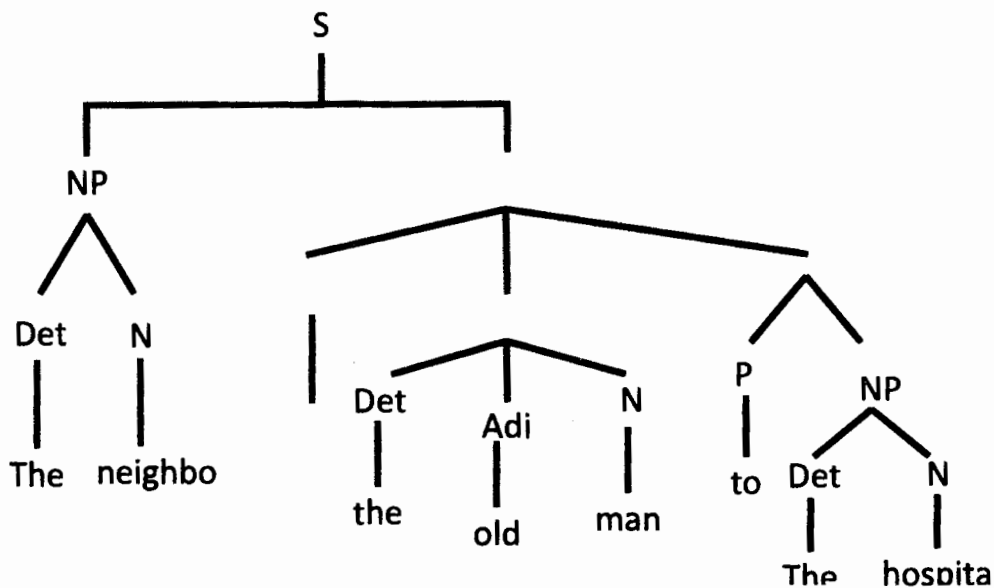 S
NP
Det N
P
Det Adi N NP
The neighbo to Det N
the old man
The hospita